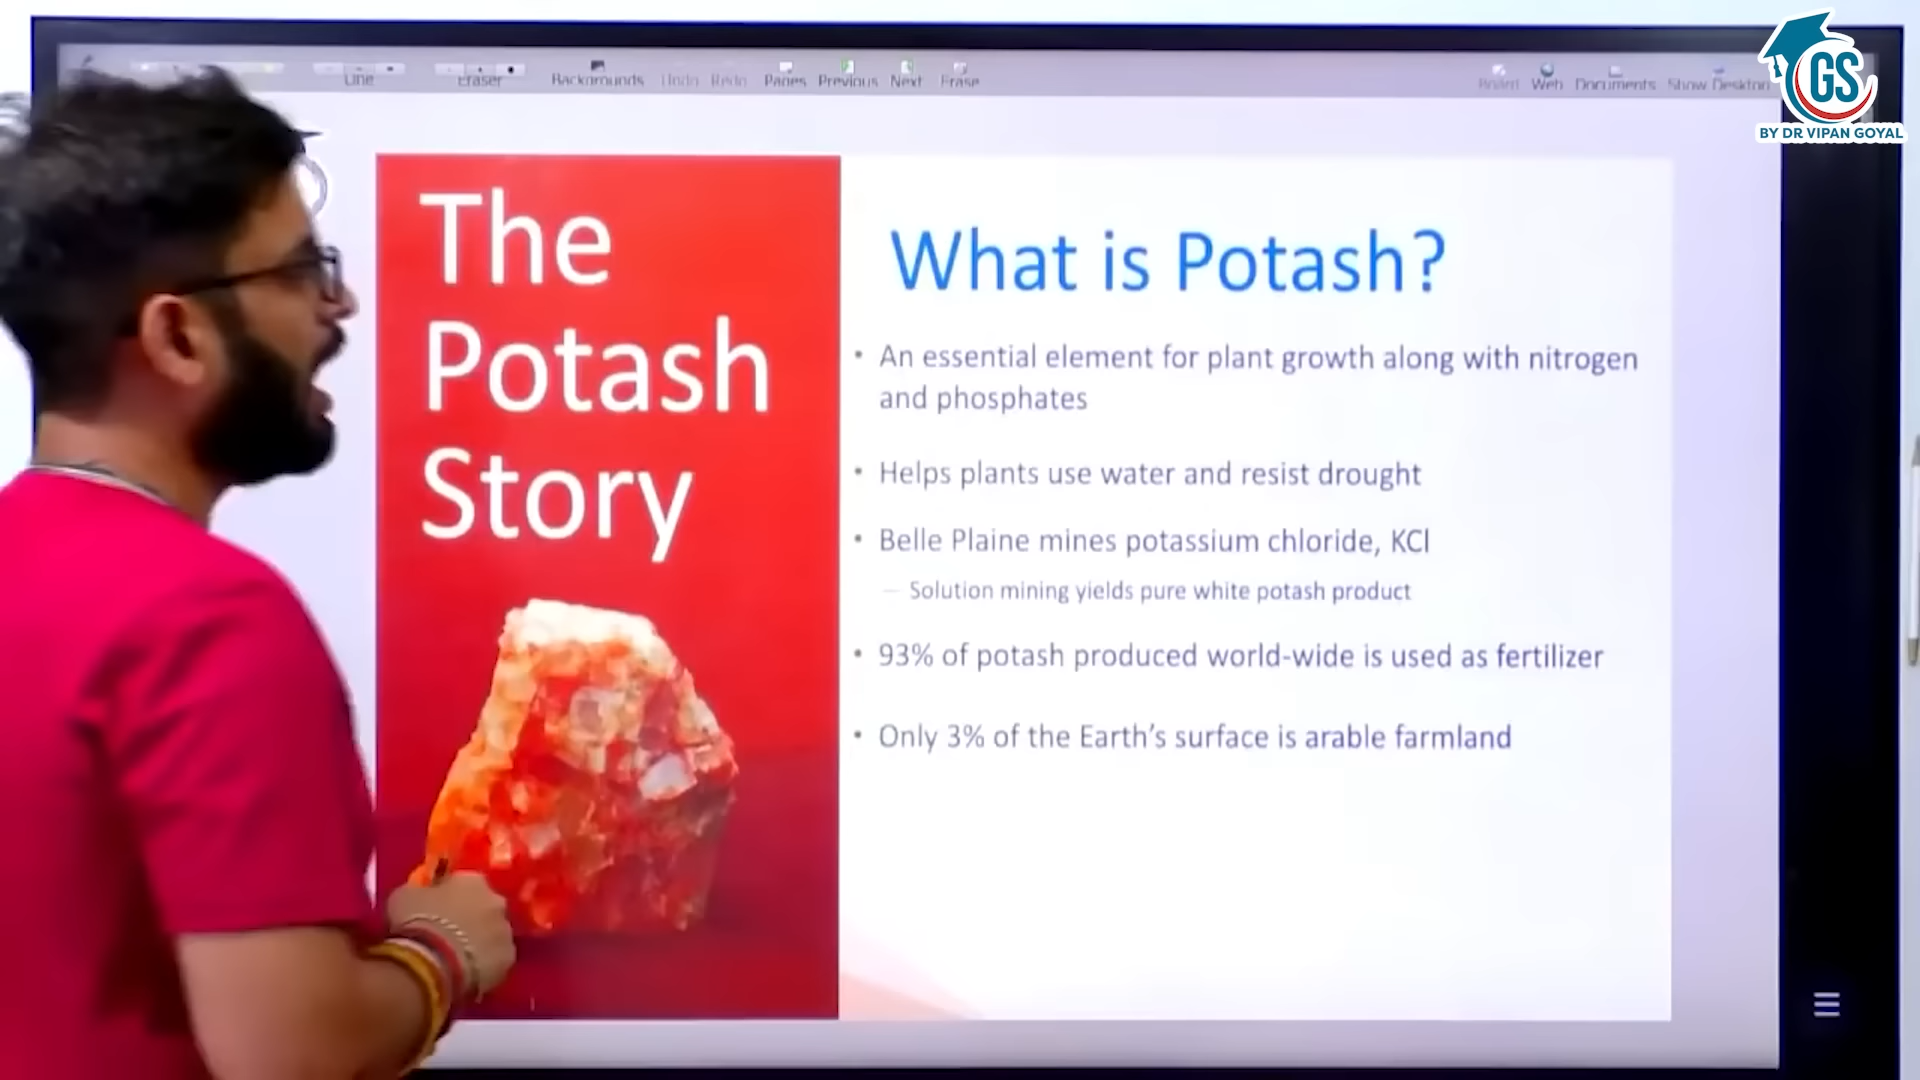 Line
Eraser
Backgrounds
Undo
Redo
Pages
Previous
Next
Erase
Board
Web
Documents
Show Desktop
GS
BY DR VIPAN GOYAL
The
Potash
Story
What is Potash?
• An essential element for plant growth along with nitrogen
and phosphates
• Helps plants use water and resist drought
• Belle Plaine mines potassium chloride, KCl
– Solution mining yields pure white potash product
• 93% of potash produced world-wide is used as fertilizer
• Only 3% of the Earth's surface is arable farmland